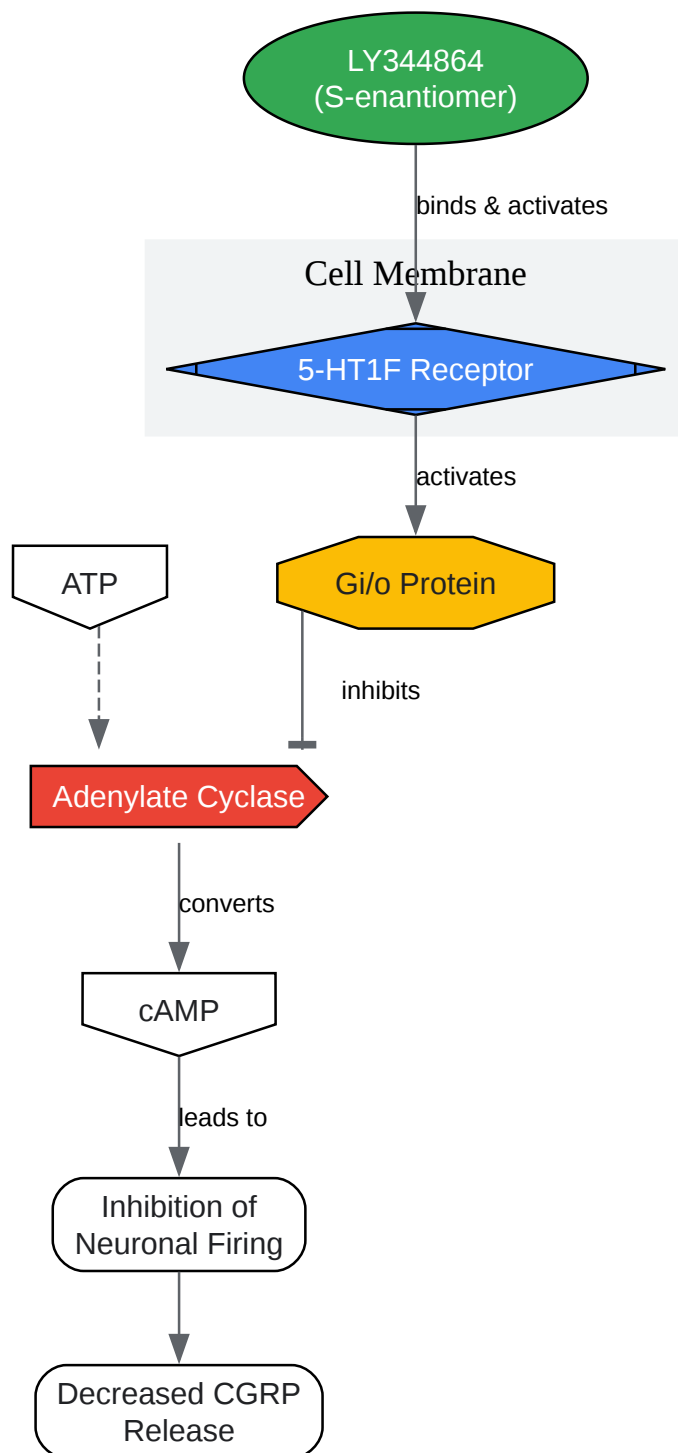 LY344864
(S-enantiomer)
binds & activates
Cell Membrane
5-HT1F Receptor
activates
ATP
Gi/o Protein
inhibits
Adenylate Cyclase
converts
cAMP
leads to
Inhibition of
Neuronal Firing
Decreased CGRP
Release